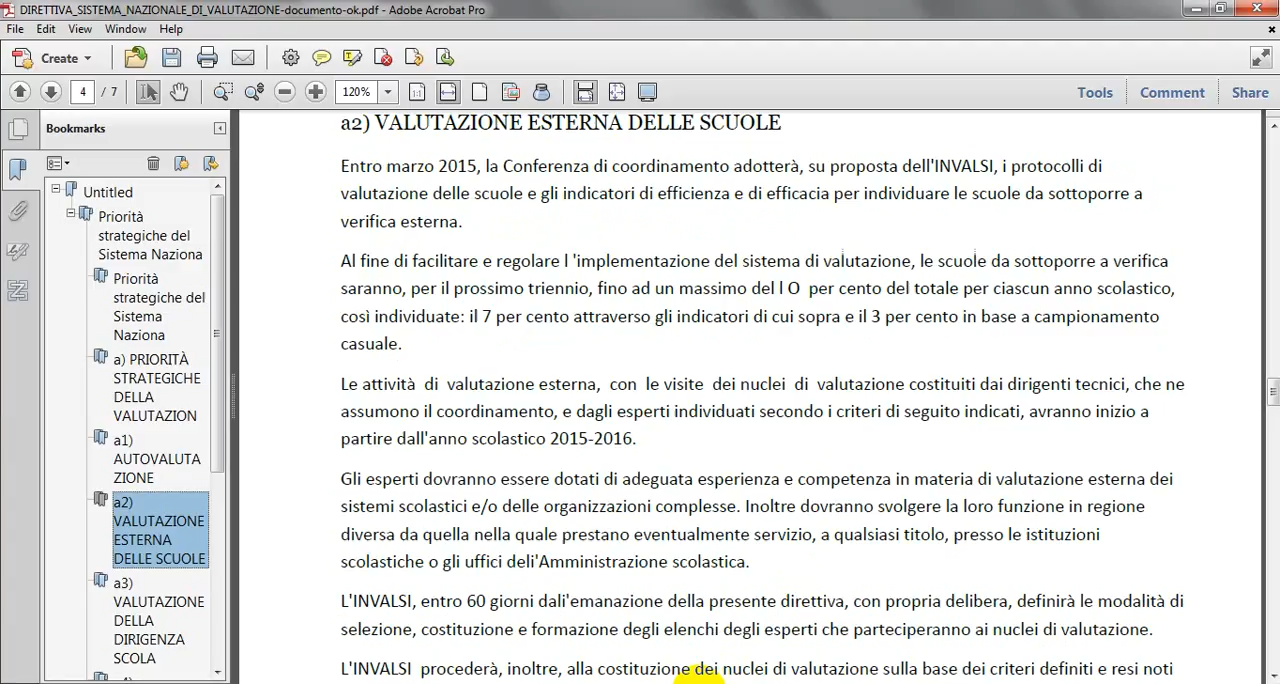 DIRETTIVA_SISTEMA_NAZIONALE_DI_VALUTAZIONE-documento-ok.pdf - Adobe Acrobat Pro
File Edit View Window Help
Create
4 / 7 120% Tools Comment Share
Bookmarks
Untitled
Priorità
strategiche del
Sistema Naziona
Priorità
strategiche del
Sistema
Naziona
a) PRIORITÀ
STRATEGICHE
DELLA
VALUTAZION
a1)
AUTOVALUTA
ZIONE
a2)
VALUTAZIONE
ESTERNA
DELLE SCUOLE
a3)
VALUTAZIONE
DELLA
DIRIGENZA
SCOLA
a2) VALUTAZIONE ESTERNA DELLE SCUOLE
Entro marzo 2015, la Conferenza di coordinamento adotterà, su proposta dell'INVALSI, i protocolli di
valutazione delle scuole e gli indicatori di efficienza e di efficacia per individuare le scuole da sottoporre a
verifica esterna.
Al fine di facilitare e regolare l 'implementazione del sistema di valutazione, le scuole da sottoporre a verifica
saranno, per il prossimo triennio, fino ad un massimo del l O per cento del totale per ciascun anno scolastico,
così individuate: il 7 per cento attraverso gli indicatori di cui sopra e il 3 per cento in base a campionamento
casuale.
Le attività di valutazione esterna, con le visite dei nuclei di valutazione costituiti dai dirigenti tecnici, che ne
assumono il coordinamento, e dagli esperti individuati secondo i criteri di seguito indicati, avranno inizio a
partire dall'anno scolastico 2015-2016.
Gli esperti dovranno essere dotati di adeguata esperienza e competenza in materia di valutazione esterna dei
sistemi scolastici e/o delle organizzazioni complesse. Inoltre dovranno svolgere la loro funzione in regione
diversa da quella nella quale prestano eventualmente servizio, a qualsiasi titolo, presso le istituzioni
scolastiche o gli uffici deli'Amministrazione scolastica.
L'INVALSI, entro 60 giorni dali'emanazione della presente direttiva, con propria delibera, definirà le modalità di
selezione, costituzione e formazione degli elenchi degli esperti che parteciperanno ai nuclei di valutazione.
L'INVALSI procederà, inoltre, alla costituzione dei nuclei di valutazione sulla base dei criteri definiti e resi noti